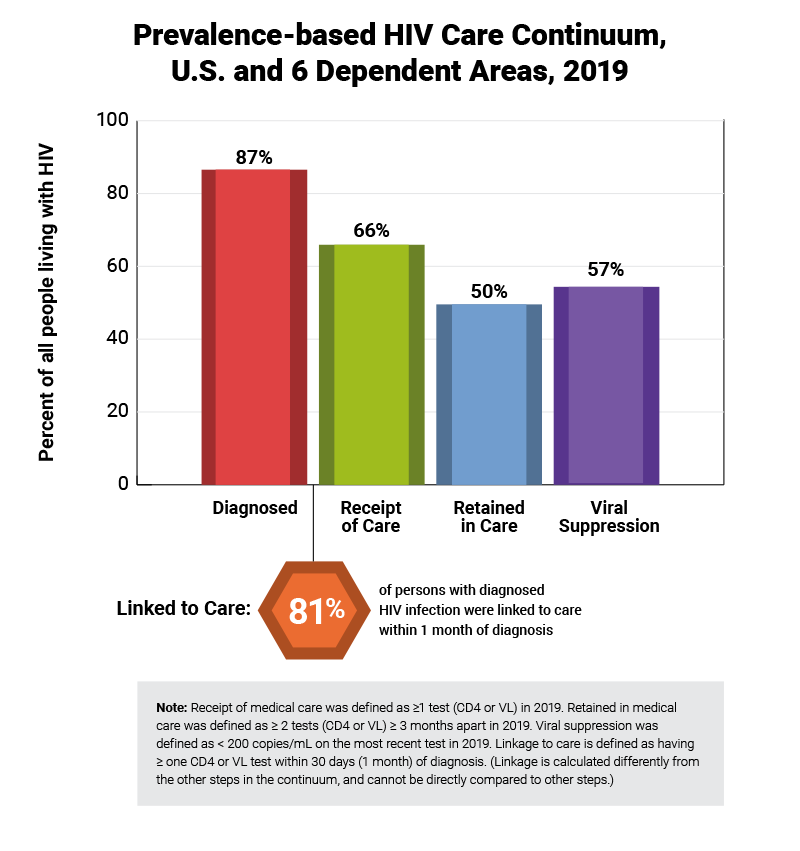 Prevalence-based HIV Care Continuum,
U.S. and 6 Dependent Areas, 2019
Percent of all people living with HIV
100
80
60
40
20
0
87%
66%
50%
57%
Diagnosed
Receipt
of Care
Retained
in Care
Viral
Suppression
Linked to Care:
81%
of persons with diagnosed
HIV infection were linked to care
within 1 month of diagnosis
Note: Receipt of medical care was defined as ≥1 test (CD4 or VL) in 2019. Retained in medical
care was defined as ≥ 2 tests (CD4 or VL) ≥ 3 months apart in 2019. Viral suppression was
defined as < 200 copies/mL on the most recent test in 2019. Linkage to care is defined as having
≥ one CD4 or VL test within 30 days (1 month) of diagnosis. (Linkage is calculated differently from
the other steps in the continuum, and cannot be directly compared to other steps.)